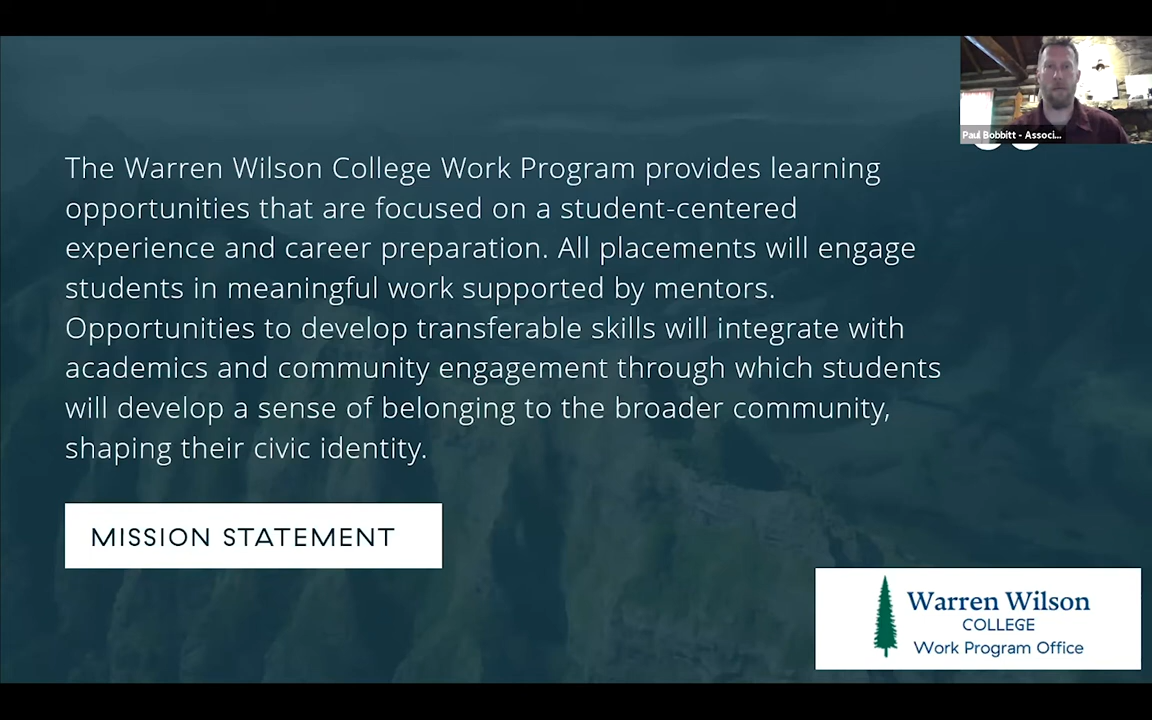 Paul Bobbitt - Associ...
The Warren Wilson College Work Program provides learning
opportunities that are focused on a student-centered
experience and career preparation. All placements will engage
students in meaningful work supported by mentors.
Opportunities to develop transferable skills will integrate with
academics and community engagement through which students
will develop a sense of belonging to the broader community,
shaping their civic identity.
MISSION STATEMENT
Warren Wilson
COLLEGE
Work Program Office